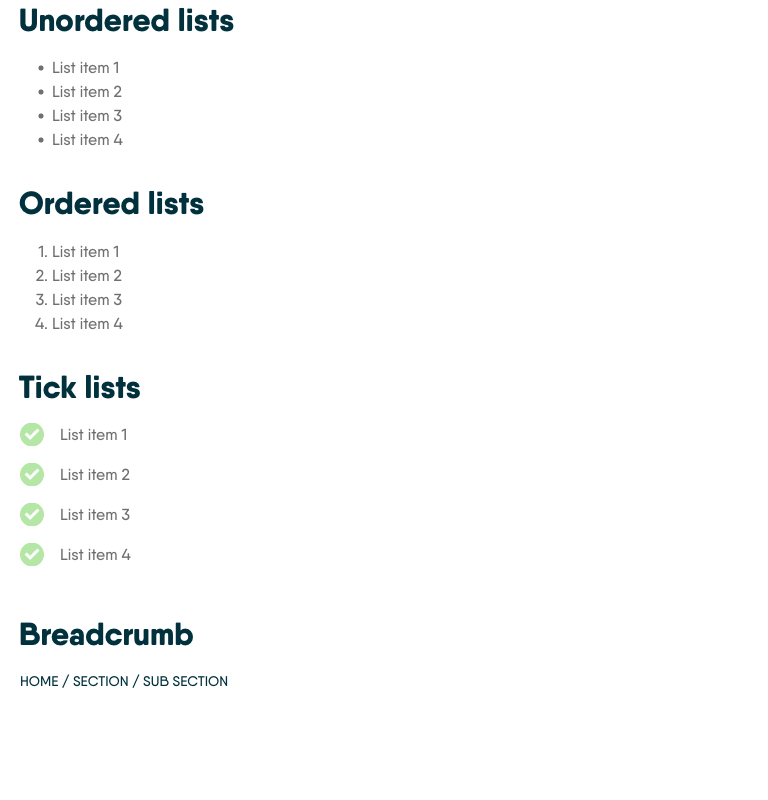 Unordered lists
• List item 1
• List item 2
• List item 3
• List item 4
Ordered lists
1. List item 1
2. List item 2
3. List item 3
4. List item 4
Tick lists
List item 1
List item 2
List item 3
List item 4
Breadcrumb
HOME / SECTION / SUB SECTION